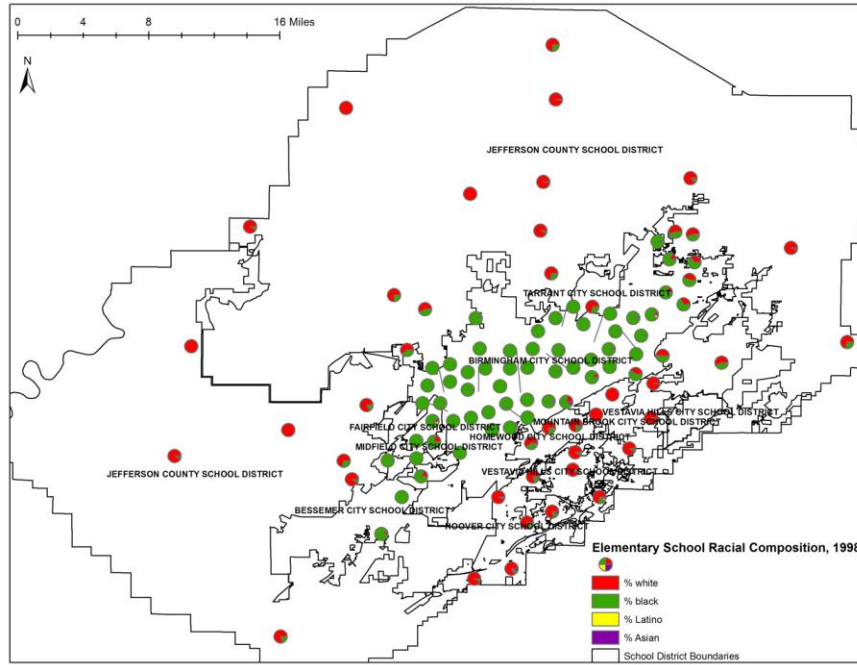 0 4 8 16 Miles
N
JEFFERSON COUNTY SCHOOL DISTRICT
TARRANT CITY SCHOOL DISTRICT
BIRMINGHAM CITY SCHOOL DISTRICT
VESTAVIA HILLS CITY SCHOOL DISTRICT
MOUNTAIN BROOK CITY SCHOOL DISTRICT
FAIRFIELD CITY SCHOOL DISTRICT
HOMEWOOD CITY SCHOOL DISTRICT
MIDFIELD CITY SCHOOL DISTRICT
VESTAVIA HILLS CITY SCHOOL DISTRICT
JEFFERSON COUNTY SCHOOL DISTRICT
BESSEMER CITY SCHOOL DISTRICT
HOOVER CITY SCHOOL DISTRICT
Elementary School Racial Composition, 1998
% white
% black
% Latino
% Asian
School District Boundaries